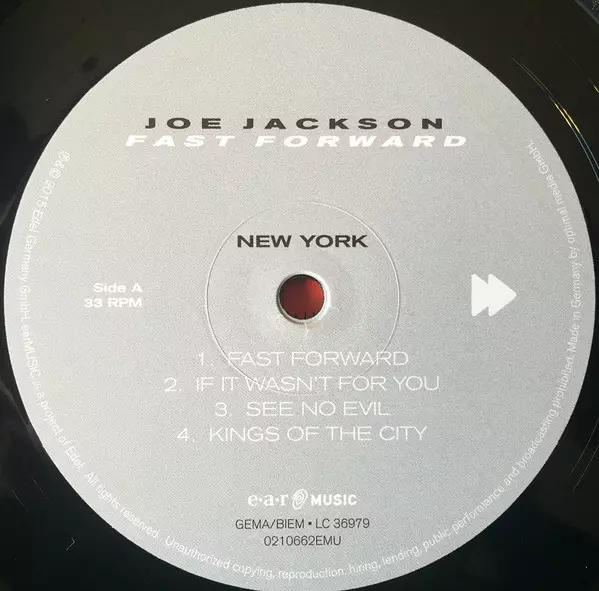 JOE JACKSON
FAST FORWARD
NEW YORK
Side A
33 RPM
1. FAST FORWARD
2. IF IT WASN'T FOR YOU
3. SEE NO EVIL
4. KINGS OF THE CITY
e•a•r MUSIC
GEMA/BIEM • LC 36979
0210662EMU
℗ & © 2015 Edel Germany GmbH. earMUSIC is a project of Edel. All rights reserved. Unauthorized copying, reproduction, hiring, lending, public performance and broadcasting prohibited. Made in Germany by optimal media GmbH.